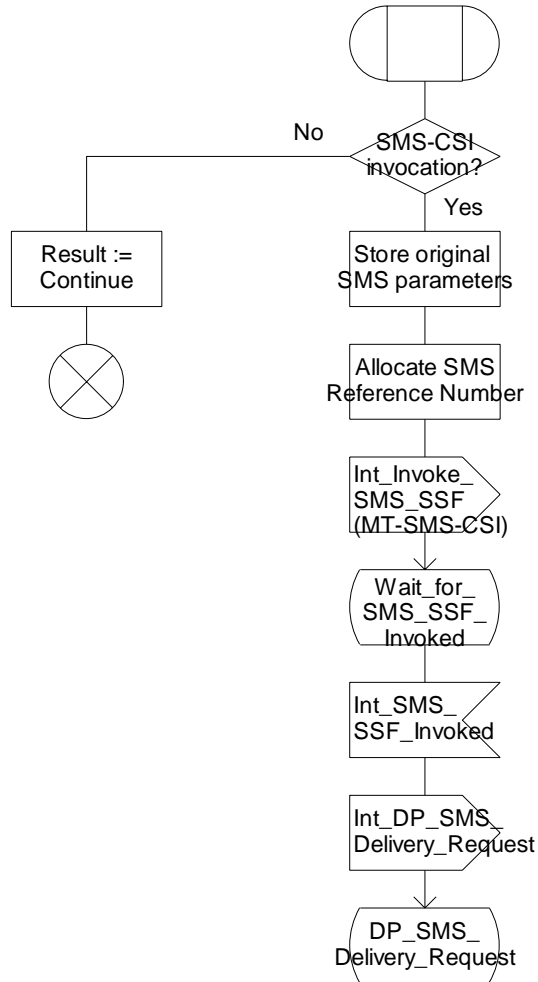 SMS-CSI
invocation?
No
Yes
Result :=
Continue
Store original
SMS parameters
Allocate SMS
Reference Number
Int_Invoke_
SMS_SSF
(MT-SMS-CSI)
Wait_for_
SMS_SSF_
Invoked
Int_SMS_
SSF_Invoked
Int_DP_SMS_
Delivery_Request
DP_SMS_
Delivery_Request